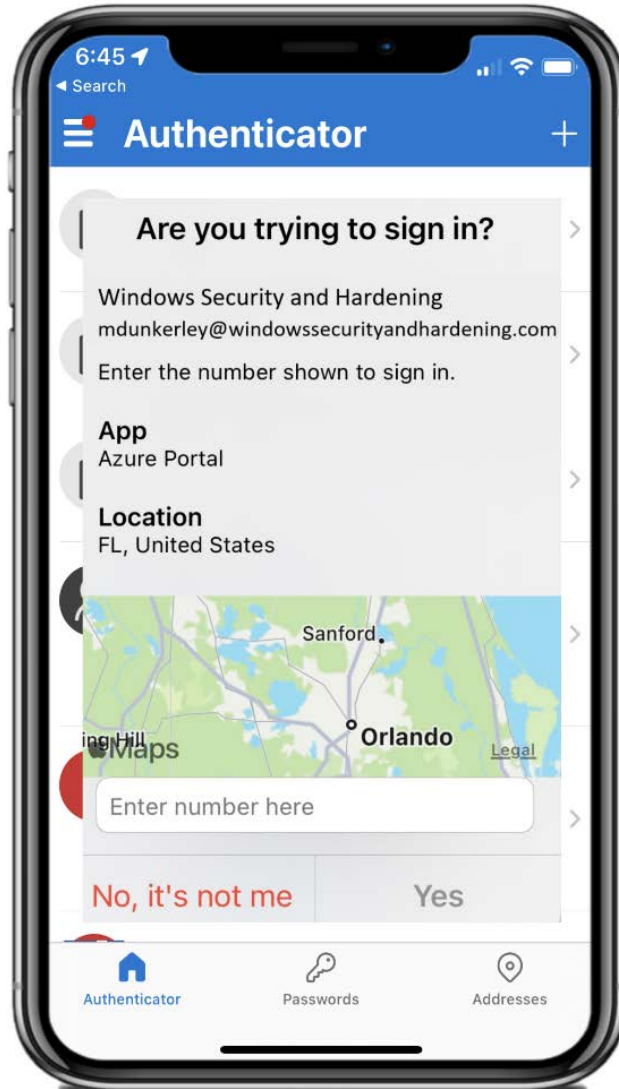 6:45
◀ Search
Authenticator
Are you trying to sign in?
Windows Security and Hardening
mdunkerley@windowssecurityandhardening.com
Enter the number shown to sign in.
App
Azure Portal
Location
FL, United States
Sanford
Orlando
ing Hill
Maps
Legal
Enter number here
No, it's not me
Yes
Authenticator
Passwords
Addresses